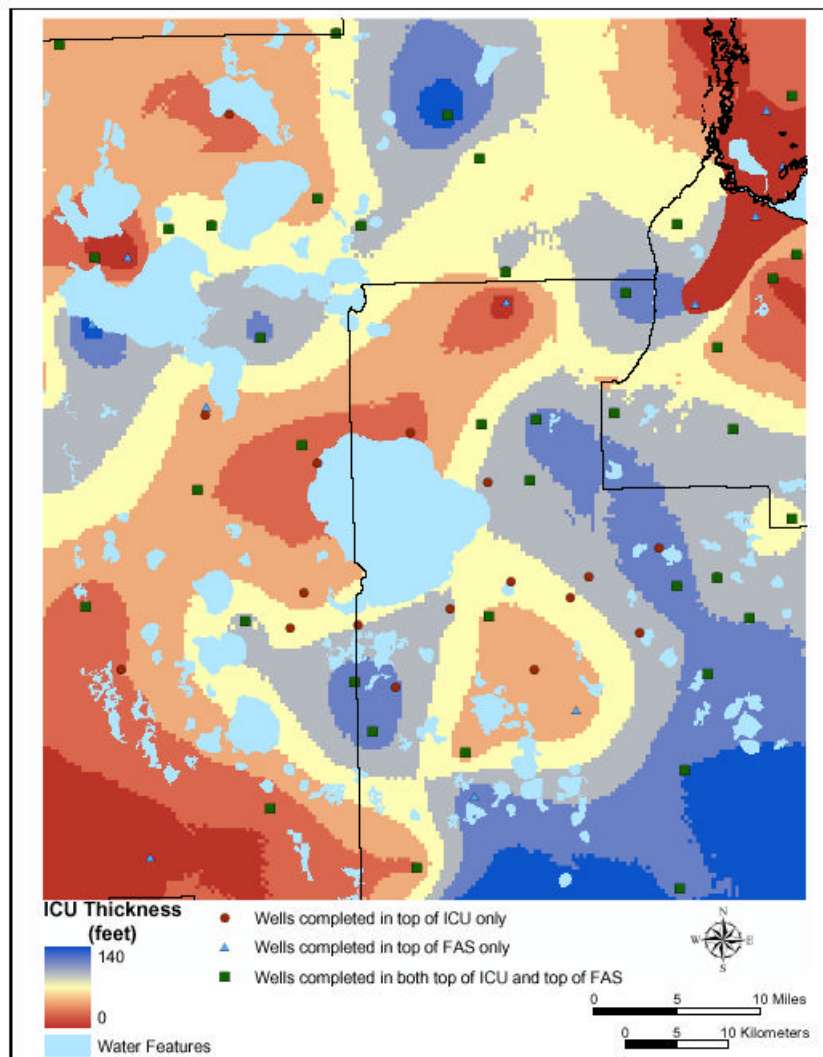 ICU Thickness
(feet)
140
0
Water Features
Wells completed in top of ICU only
Wells completed in top of FAS only
Wells completed in both top of ICU and top of FAS
N
W E
S
0 5 10 Miles
0 5 10 Kilometers